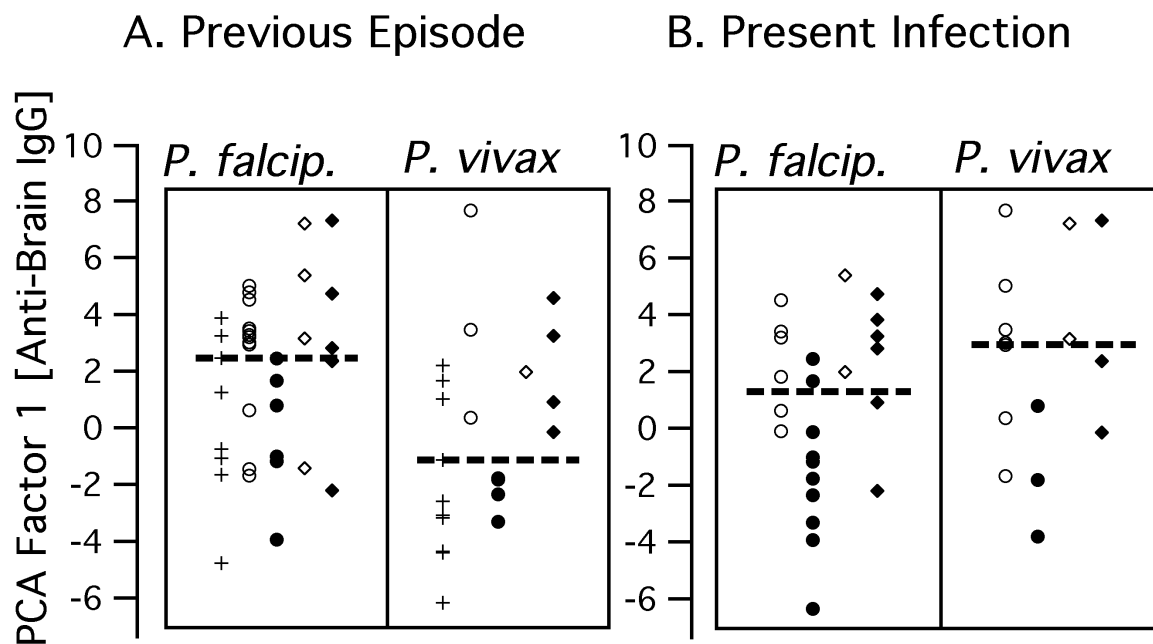 A. Previous Episode
B. Present Infection
PCA Factor 1 [Anti-Brain IgG]
10
8
6
4
2
0
-2
-4
-6
P. falcip.
P. vivax
10
8
6
4
2
0
-2
-4
-6
P. falcip.
P. vivax